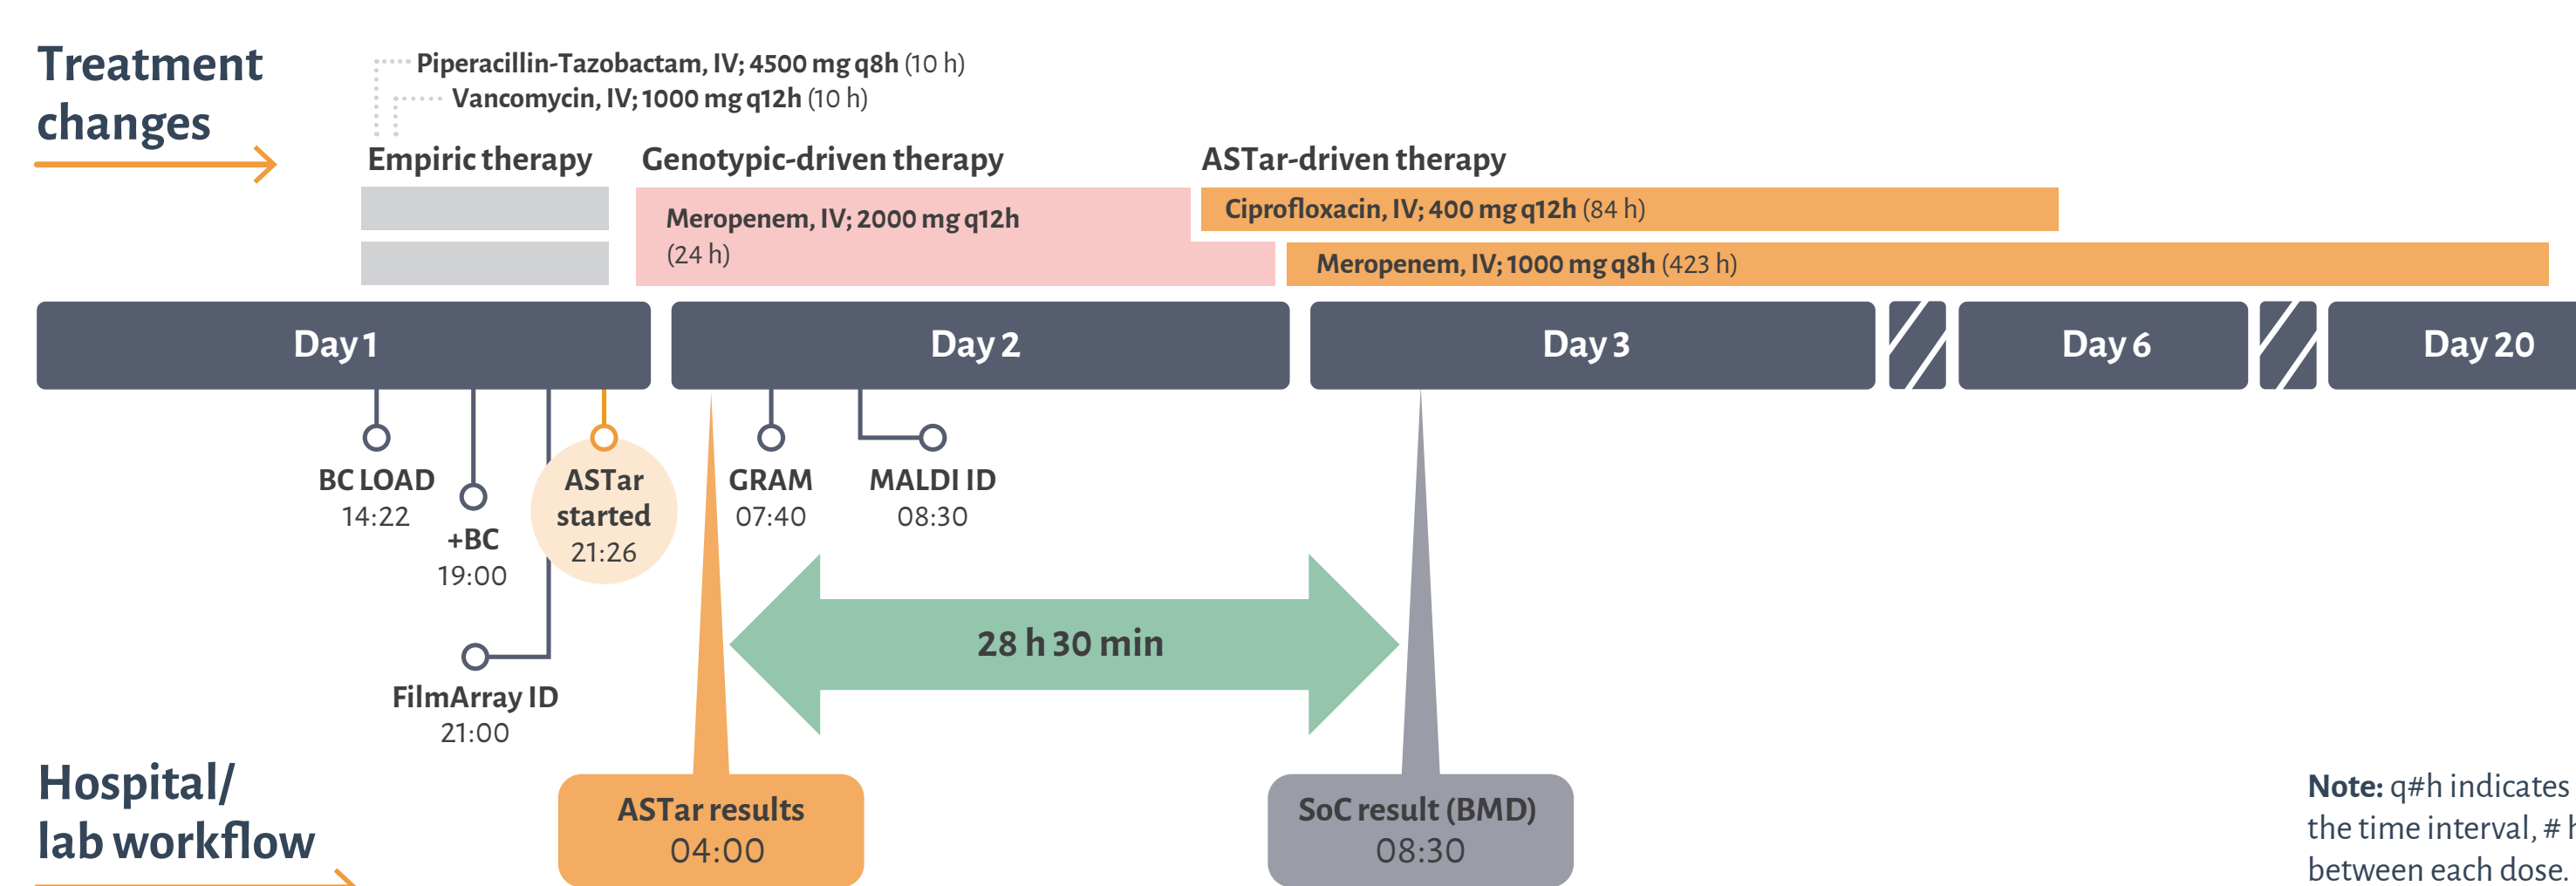 Treatment
changes
Piperacillin-Tazobactam, IV; 4500 mg q8h (10 h)
Vancomycin, IV; 1000 mg q12h (10 h)
Empiric therapy
Genotypic-driven therapy
ASTar-driven therapy
Meropenem, IV; 2000 mg q12h
(24 h)
Ciprofloxacin, IV; 400 mg q12h (84 h)
Meropenem, IV; 1000 mg q8h (423 h)
Day 1
Day 2
Day 3
Day 6
Day 20
BC LOAD
14:22
+BC
19:00
FilmArray ID
21:00
ASTar
started
21:26
GRAM
07:40
MALDI ID
08:30
28 h 30 min
Hospital/
lab workflow
ASTar results
04:00
SoC result (BMD)
08:30
Note: q#h indicates
the time interval, # h
between each dose.